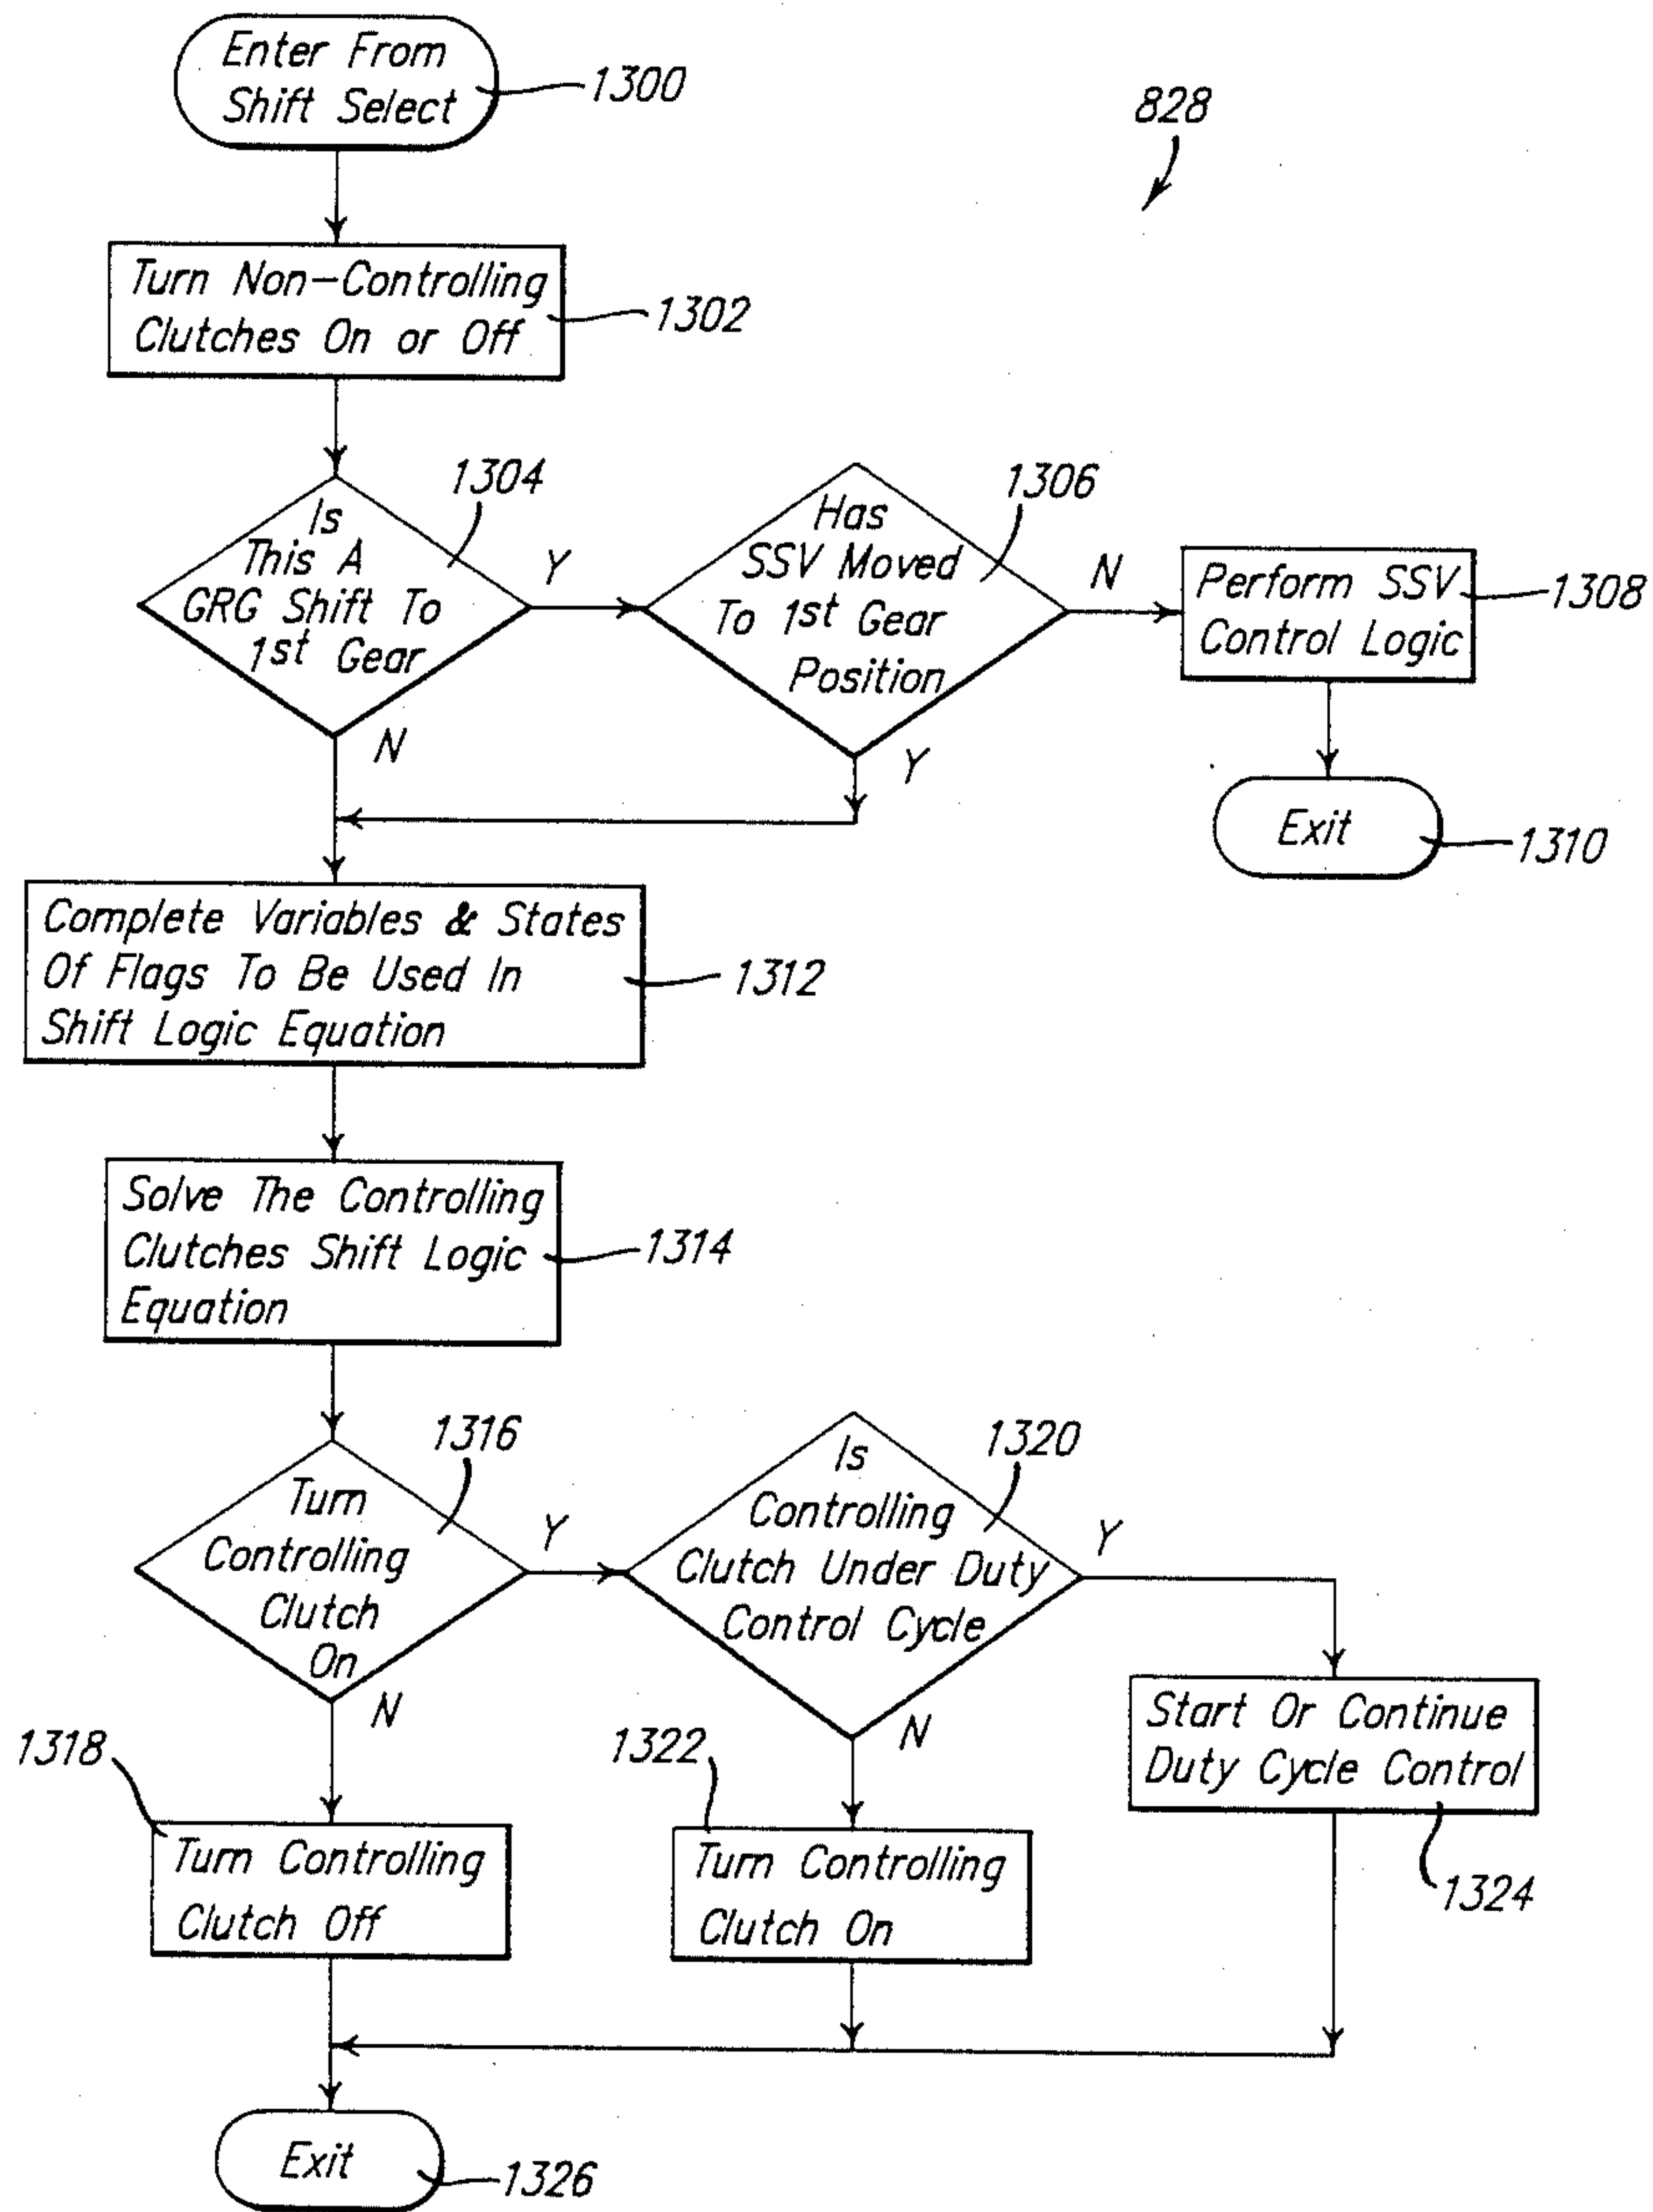 Enter From
Shift Select
1300
828
Turn Non-Controlling
Clutches On or Off
1302
Is
This A
GRG Shift To
1st Gear
1304
Y
N
Has
SSV Moved
To 1st Gear
Position
1306
N
Y
Perform SSV
Control Logic
1308
Exit
1310
Complete Variables & States
Of Flags To Be Used In
Shift Logic Equation
1312
Solve The Controlling
Clutches Shift Logic
Equation
1314
Turn
Controlling
Clutch
On
1316
Y
N
Is
Controlling
Clutch Under Duty
Control Cycle
1320
Y
N
1318
Turn Controlling
Clutch Off
1322
Turn Controlling
Clutch On
Start Or Continue
Duty Cycle Control
1324
Exit
1326